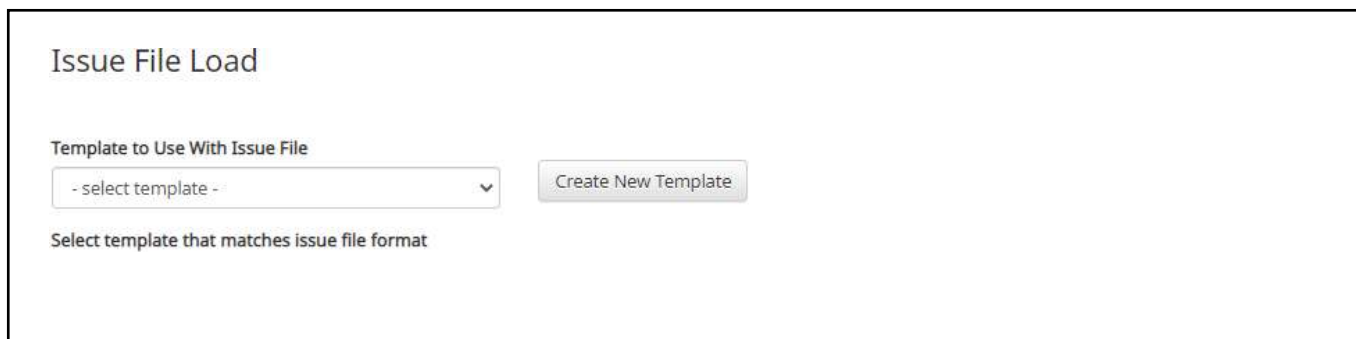 Issue File Load
Template to Use With Issue File
- select template -
Create New Template
Select template that matches issue file format